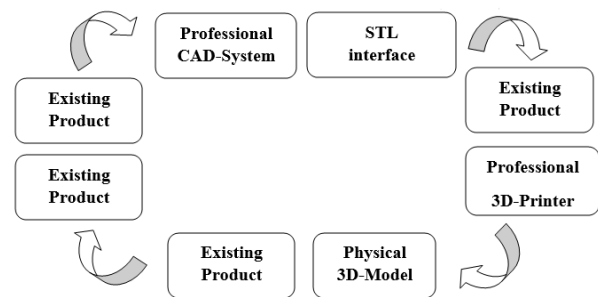 Professional
CAD-System
STL
interface
Existing
Product
Existing
Product
Existing
Product
Professional
3D-Printer
Existing
Product
Physical
3D-Model